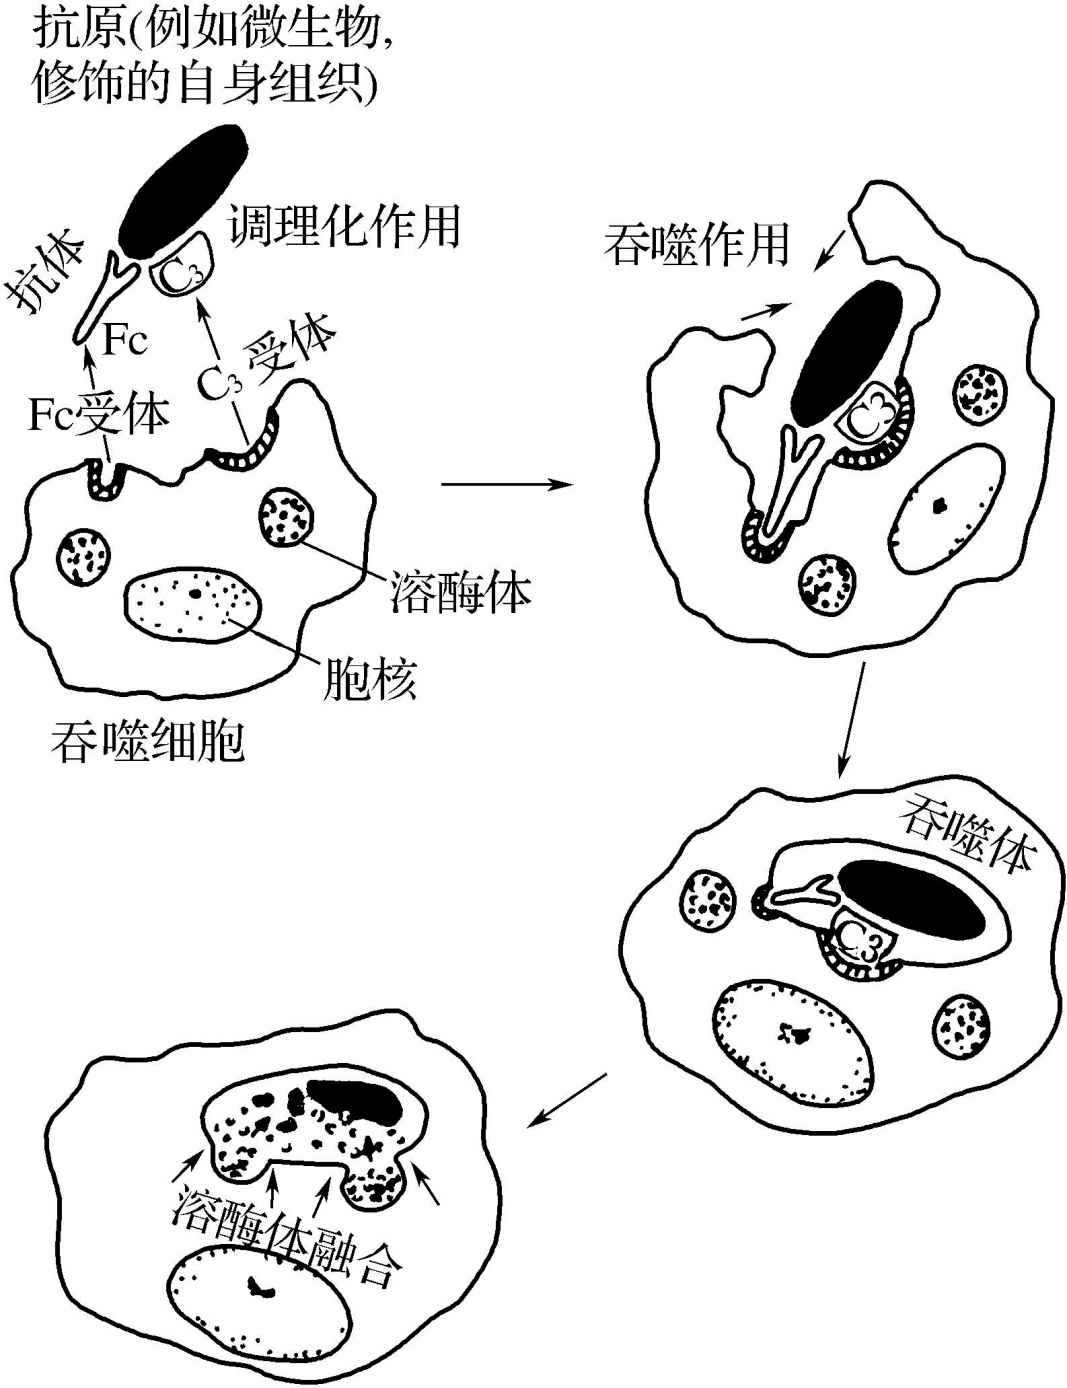 抗原(例如微生物,
修饰的自身组织)
调理化作用
抗体
C₃
Fc
C₃受体
Fc受体
溶酶体
胞核
吞噬细胞
吞噬作用
C3
吞噬体
C3
溶酶体融合